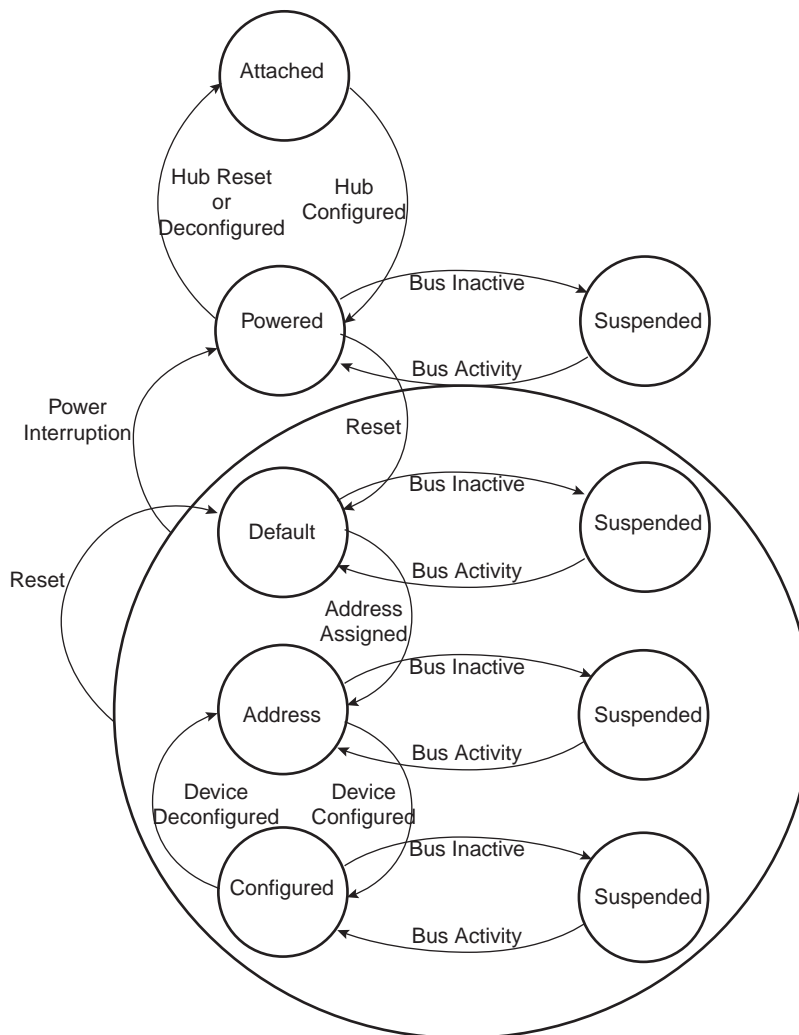 Attached
Hub Reset
or
Deconfigured
Hub
Configured
Powered
Bus Inactive
Suspended
Bus Activity
Power
Interruption
Reset
Default
Bus Inactive
Suspended
Bus Activity
Reset
Address
Assigned
Address
Bus Inactive
Suspended
Bus Activity
Device
Deconfigured
Device
Configured
Configured
Bus Inactive
Suspended
Bus Activity